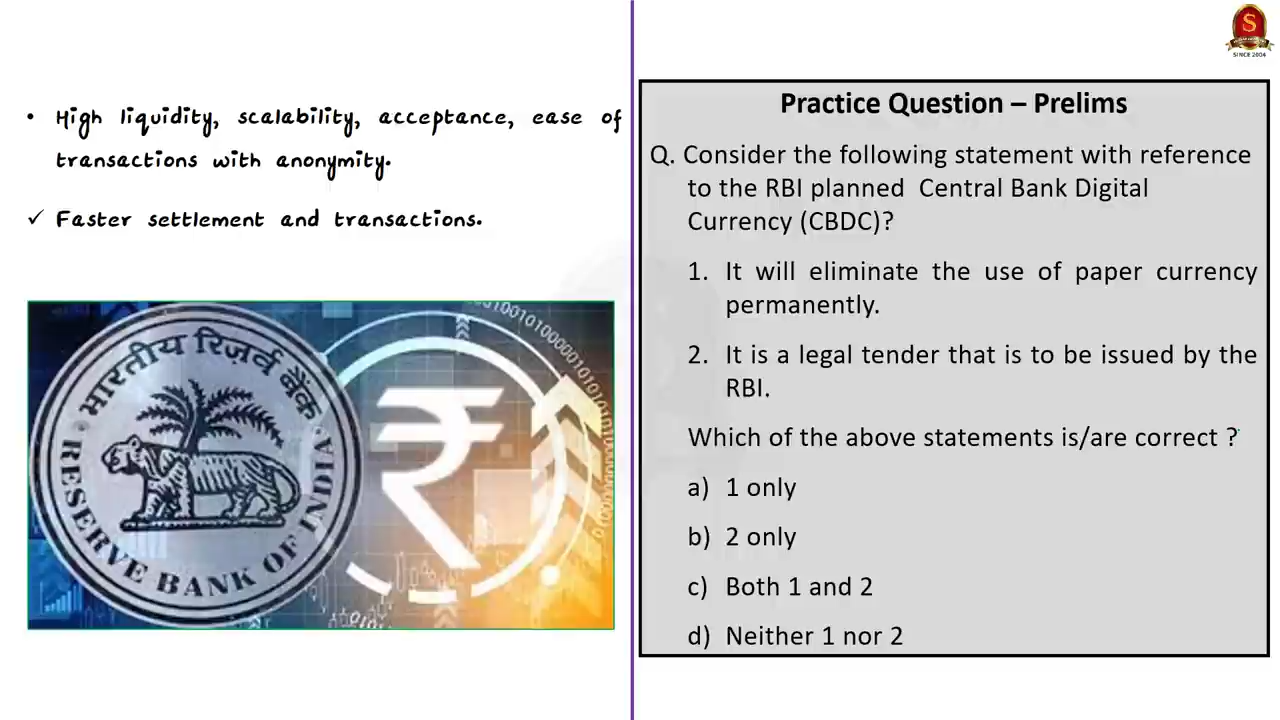 • High liquidity, scalability, acceptance, ease of
transactions with anonymity.
✓ Faster settlement and transactions.
भारतीय रिज़र्व बैंक
RESERVE BANK OF INDIA
₹
S
SINCE 2004
Practice Question – Prelims
Q. Consider the following statement with reference
to the RBI planned Central Bank Digital
Currency (CBDC)?
1. It will eliminate the use of paper currency
permanently.
2. It is a legal tender that is to be issued by the
RBI.
Which of the above statements is/are correct ?
a) 1 only
b) 2 only
c) Both 1 and 2
d) Neither 1 nor 2